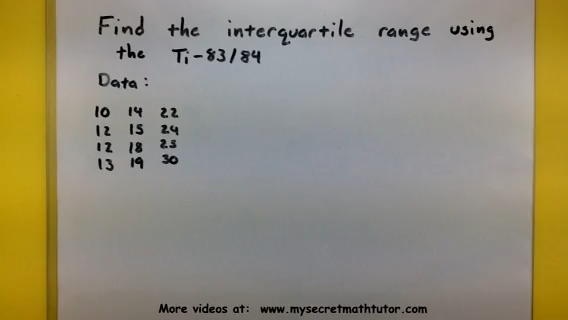 Find the interquartile range using
the Ti-83/84
Data:
10 14 22
12 15 24
12 18 23
13 19 30
More videos at: www.mysecretmathtutor.com